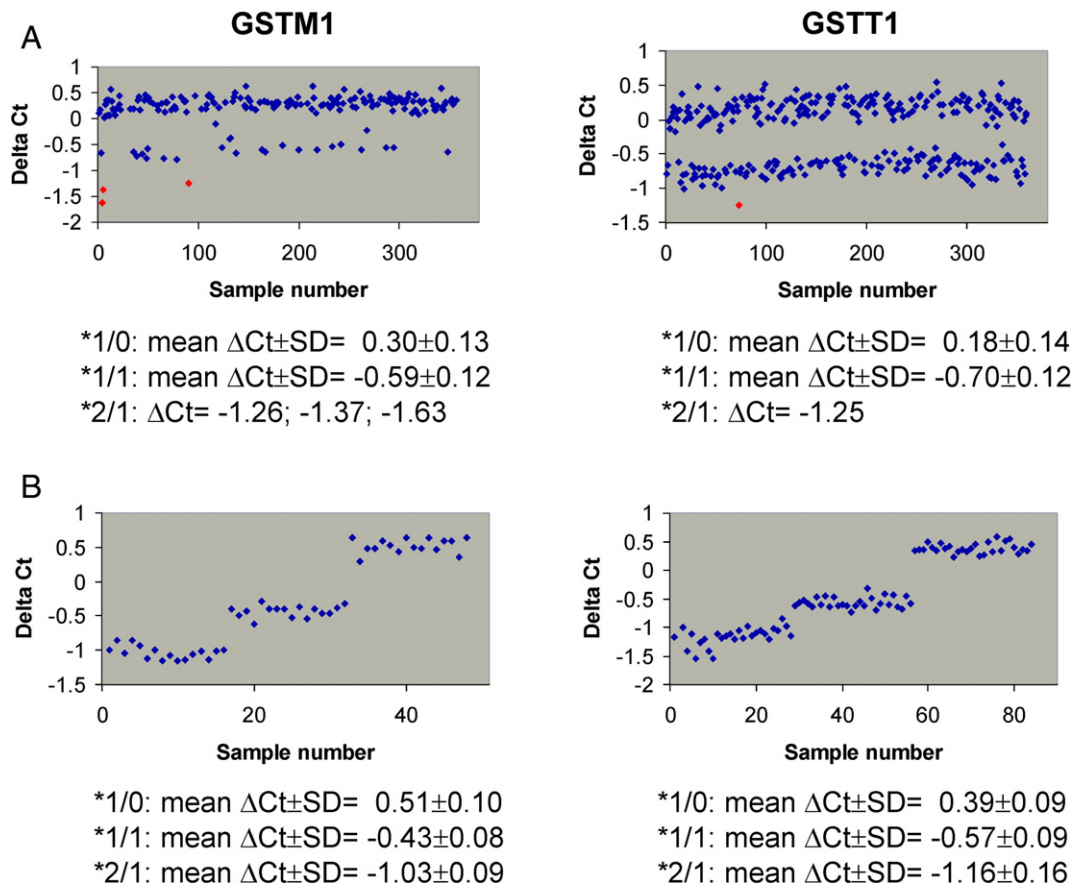 A
GSTM1
GSTT1
Delta Ct
1
0.5
0
-0.5
-1
-1.5
-2
0
100
200
300
Sample number
Delta Ct
1
0.5
0
-0.5
-1
-1.5
0
100
200
300
Sample number
*1/0: mean ΔCt±SD= 0.30±0.13
*1/1: mean ΔCt±SD= -0.59±0.12
*2/1: ΔCt= -1.26; -1.37; -1.63
*1/0: mean ΔCt±SD= 0.18±0.14
*1/1: mean ΔCt±SD= -0.70±0.12
*2/1: ΔCt= -1.25
B
Delta Ct
1
0.5
0
-0.5
-1
-1.5
0
20
40
Sample number
Delta Ct
1
0.5
0
-0.5
-1
-1.5
-2
0
20
40
60
80
Sample number
*1/0: mean ΔCt±SD= 0.51±0.10
*1/1: mean ΔCt±SD= -0.43±0.08
*2/1: mean ΔCt±SD= -1.03±0.09
*1/0: mean ΔCt±SD= 0.39±0.09
*1/1: mean ΔCt±SD= -0.57±0.09
*2/1: mean ΔCt±SD= -1.16±0.16